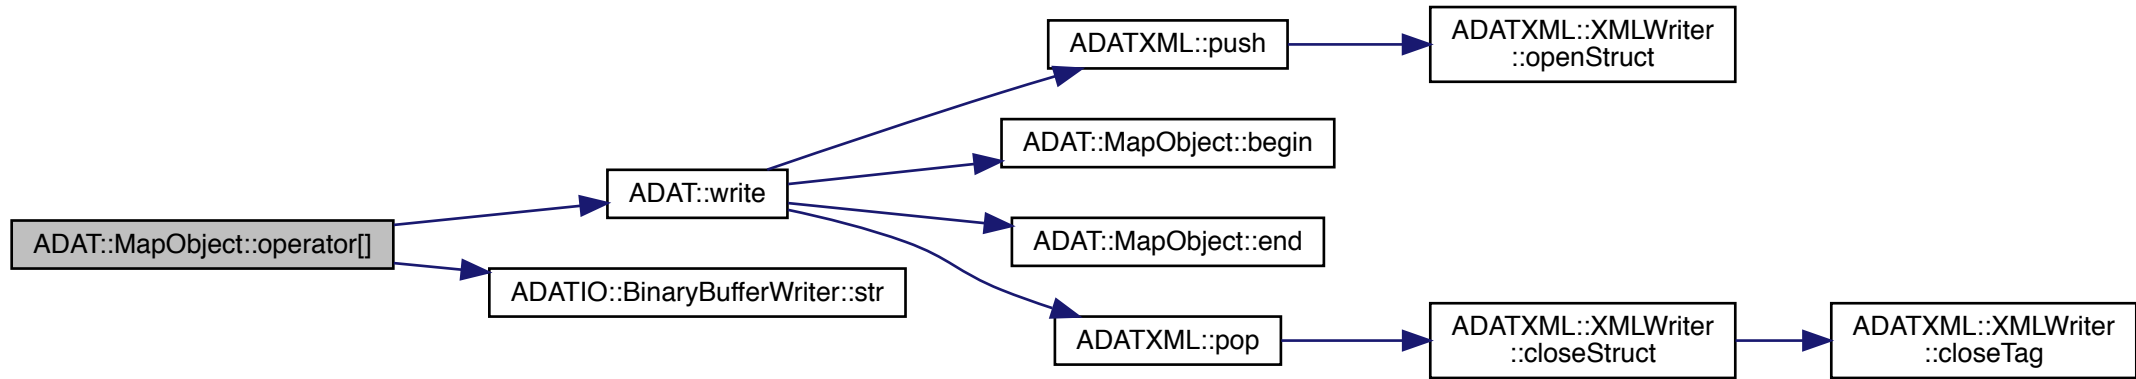 ADAT::MapObject::operator[]
ADAT::write
ADATIO::BinaryBufferWriter::str
ADATXML::push
ADAT::MapObject::begin
ADAT::MapObject::end
ADATXML::pop
ADATXML::XMLWriter
::openStruct
ADATXML::XMLWriter
::closeStruct
ADATXML::XMLWriter
::closeTag